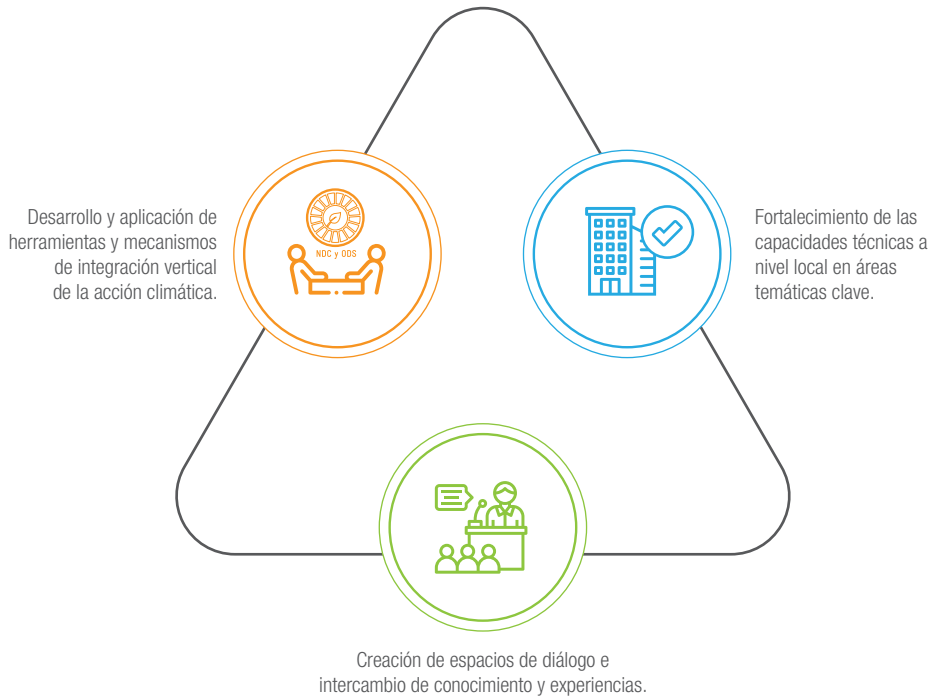 Desarrollo y aplicación de
herramientas y mecanismos
de integración vertical
de la acción climática.
NDC y ODS
Fortalecimiento de las
capacidades técnicas a
nivel local en áreas
temáticas clave.
Creación de espacios de diálogo e
intercambio de conocimiento y experiencias.